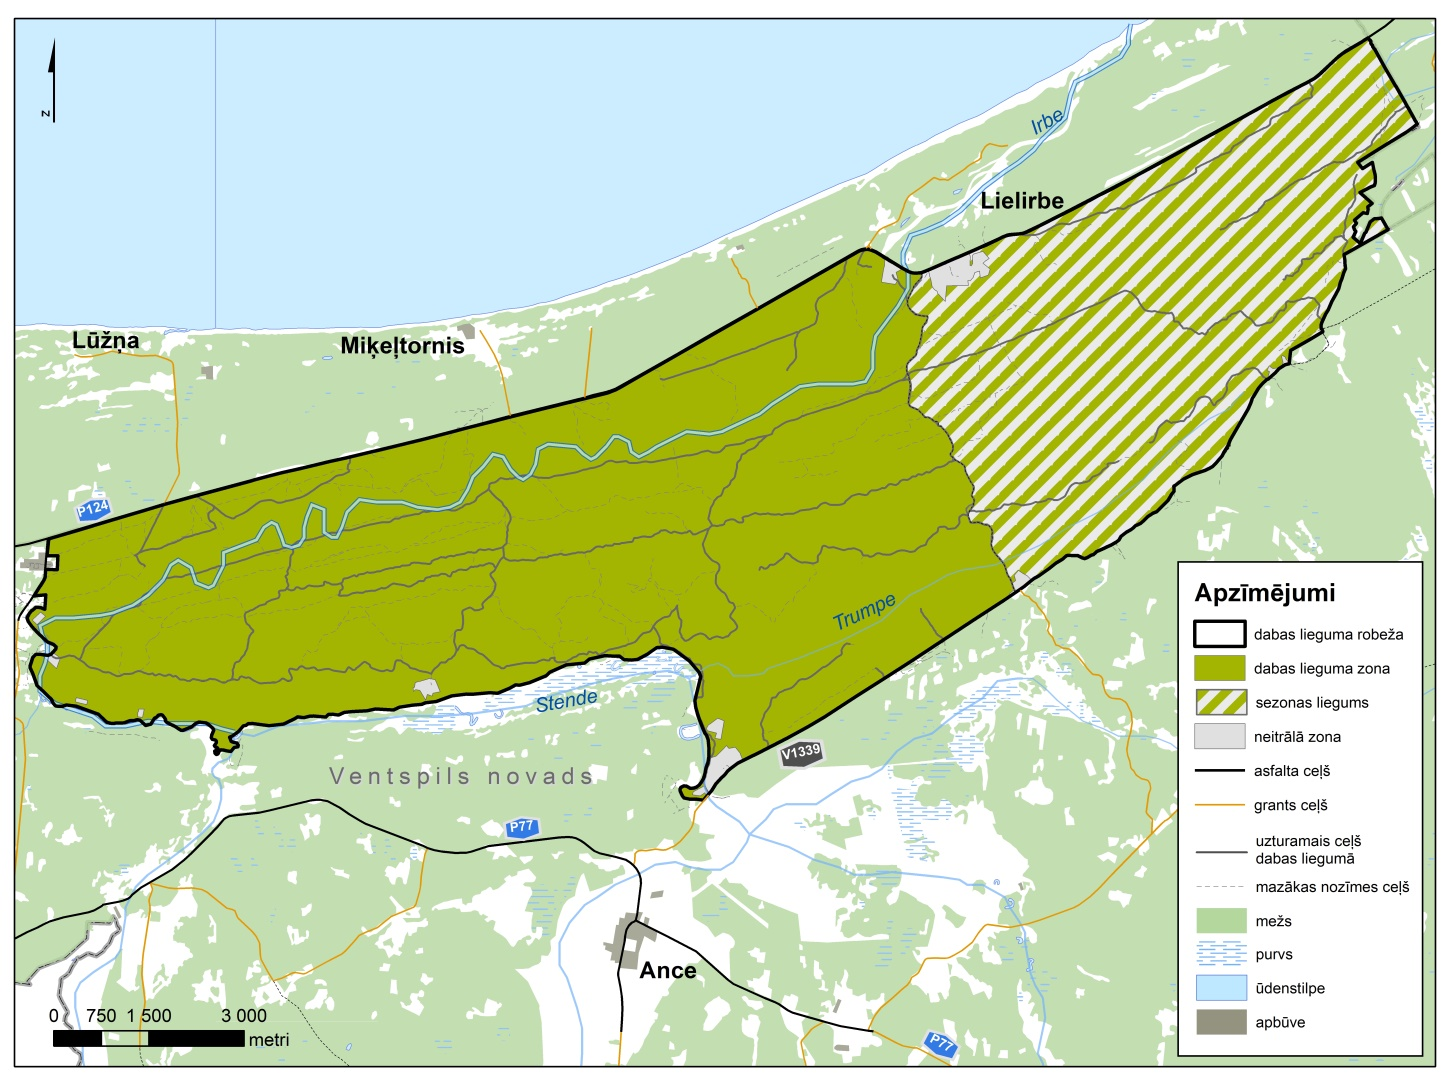 Irbe
Lielirbe
Lūžņa
Miķeļtornis
z
P124
Trumpe
Stende
V1339
Ventspils novads
P77
Ance
P77
0 750 1 500 3 000
metri
Apzīmējumi
dabas lieguma robeža
dabas lieguma zona
sezonas liegums
neitrālā zona
asfalta ceļš
grants ceļš
uzturamais ceļš
dabas liegumā
mazākas nozīmes ceļš
mežs
purvs
ūdenstilpe
apbūve